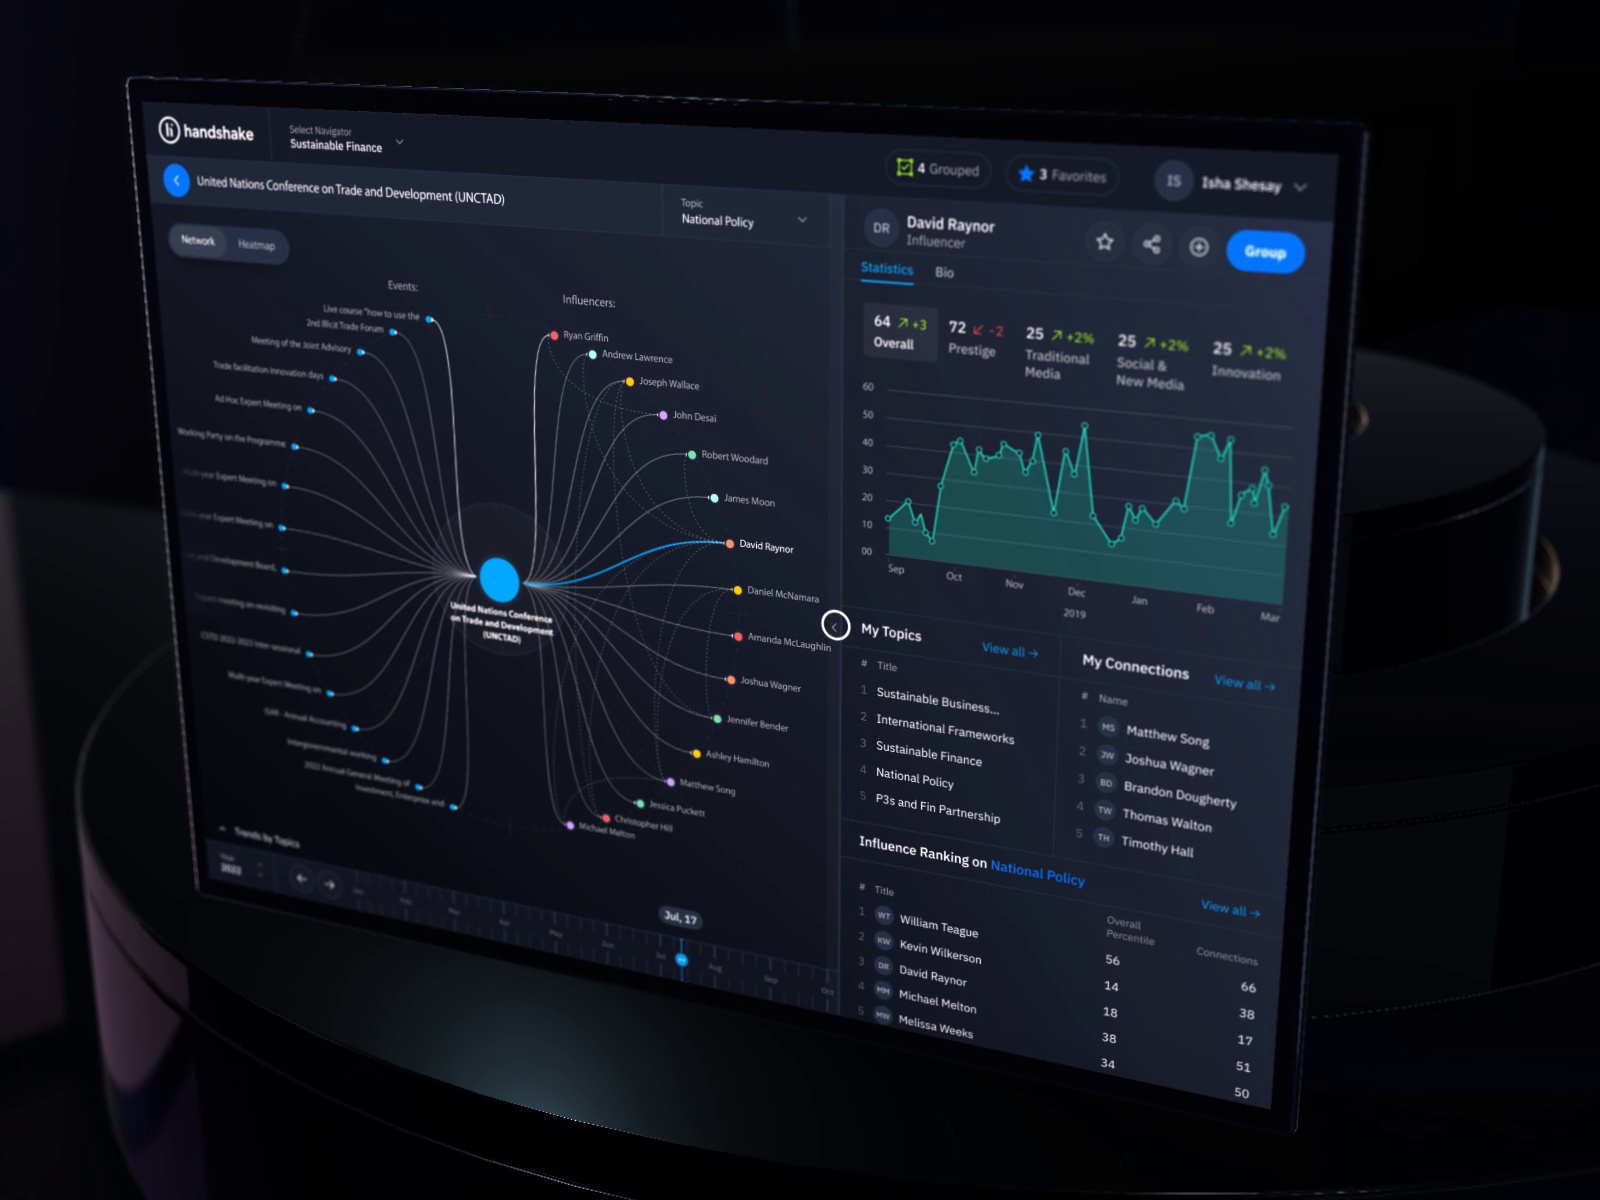 handshake
Select Navigator
Sustainable Finance
4 Grouped
3 Favorites
IS
Isha Shesay
United Nations Conference on Trade and Development (UNCTAD)
Topic
National Policy
Network
Heatmap
Events:
Live course "how to use the
2nd Illicit Trade Forum
Meeting of the Joint Advisory
Trade facilitation innovation days
Ad Hoc Expert Meeting on
Working Party on the Programme
Multi-year Expert Meeting on
year Expert Meeting on
and Development Board,
Expert meeting on revisiting
CSTD 2022-2023 Inter-sessional
Multi-year Expert Meeting on
ISAR - Annual Accounting
Intergovernmental working
2022 Annual General Meeting of
Investment, Enterprise and
United Nations Conference
on Trade and Development
(UNCTAD)
Influencers:
Ryan Griffin
Andrew Lawrence
Joseph Wallace
John Desai
Robert Woodard
James Moon
David Raynor
Daniel McNamara
Amanda McLaughlin
Joshua Wagner
Jennifer Bender
Ashley Hamilton
Matthew Song
Jessica Puckett
Christopher Hill
Michael Melton
Trends by Topics
Year
2022
Jan
Feb
Mar
Apr
May
Jun
Jul
Jul, 17
Aug
Sep
Oct
DR
David Raynor
Influencer
Group
Statistics
Bio
64 +3
Overall
72 -2
Prestige
25 +2%
Traditional
Media
25 +2%
Social &
New Media
25 +2%
Innovation
60
50
40
30
20
10
00
Sep
Oct
Nov
Dec
2019
Jan
Feb
Mar
My Topics
View all →
# Title
1 Sustainable Business...
2 International Frameworks
3 Sustainable Finance
4 National Policy
5 P3s and Fin Partnership
My Connections
View all →
# Name
1 MS Matthew Song
2 JW Joshua Wagner
3 BD Brandon Dougherty
4 TW Thomas Walton
5 TH Timothy Hall
Influence Ranking on National Policy
View all →
# Title Overall Percentile Connections
1 WT William Teague 56 66
2 KW Kevin Wilkerson 14 38
3 DR David Raynor 18 17
4 MM Michael Melton 38 51
5 MW Melissa Weeks 34 50